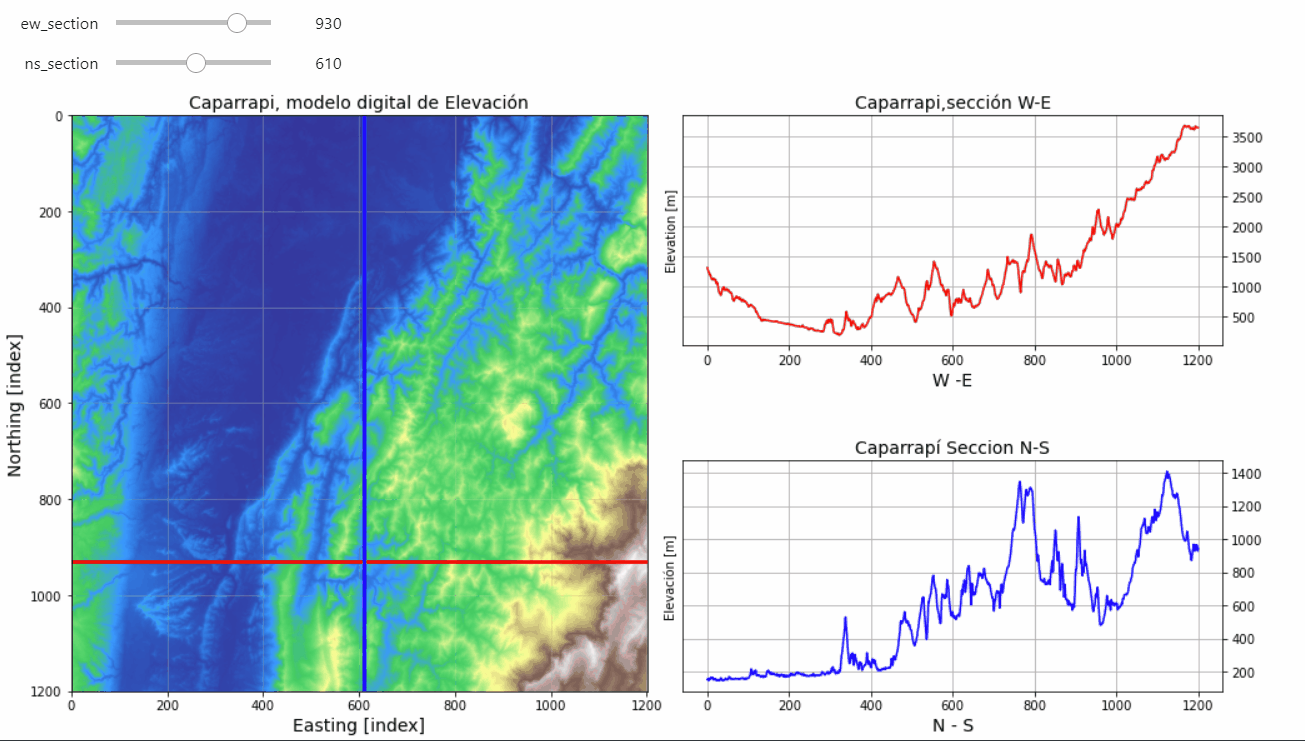 ew_section 930
ns_section 610
Caparrapi, modelo digital de Elevación
0
200
400
600
800
1000
1200
Northing [index]
0 200 400 600 800 1000 1200
Easting [index]
Caparrapi,sección W-E
Elevation [m]
3500
3000
2500
2000
1500
1000
500
0 200 400 600 800 1000 1200
W -E
Caparrapí Seccion N-S
Elevación [m]
1400
1200
1000
800
600
400
200
0 200 400 600 800 1000 1200
N - S